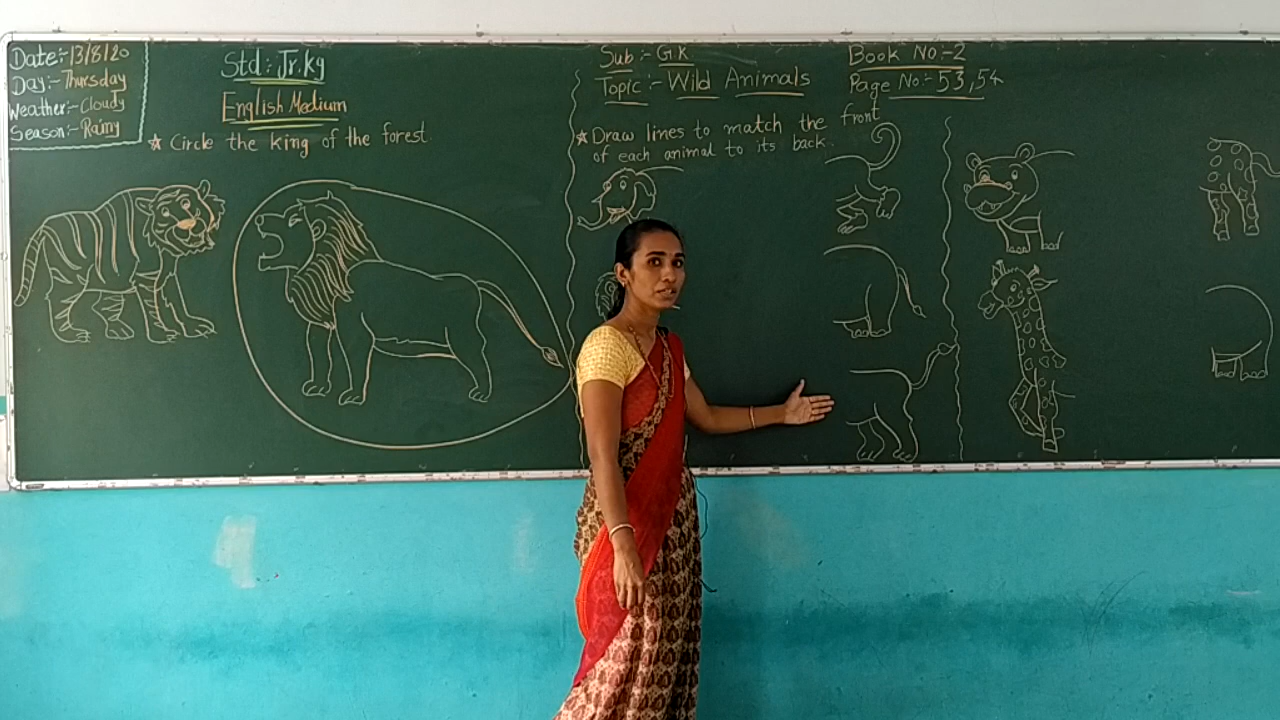 Date:-13/8/20
Day:- Thursday
Weather:- Cloudy
Season:- Rainy
Std:- Jr.kg
English Medium
★ Circle the king of the forest.
Sub:- G.K
Topic:- Wild Animals
Book No:-2
Page No:- 53,54
★ Draw lines to match the front
of each animal to its back.